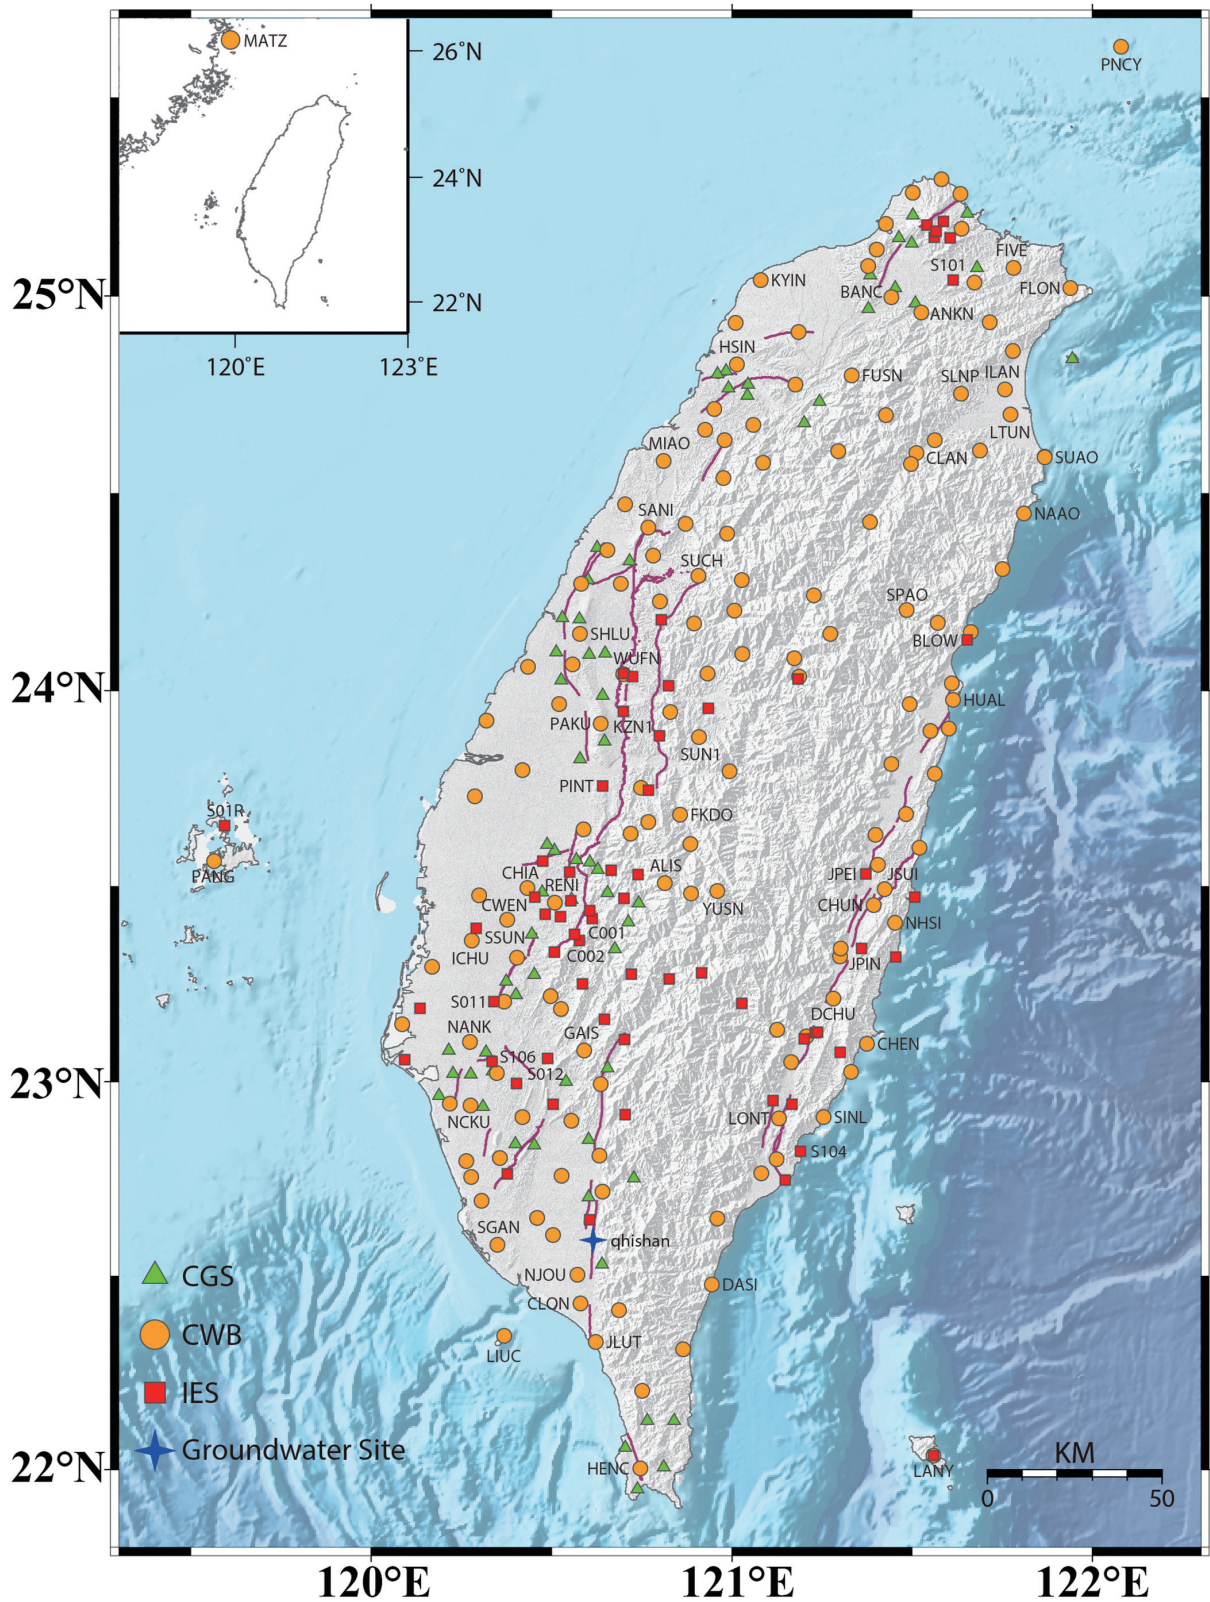 MATZ
26°N
PNCY
24°N
22°N
120°E
123°E
25°N
KYIN
S101
FIVE
BANC
FLON
ANKN
HSIN
FUSN
SLNP
ILAN
LTUN
MIAO
CLAN
SUAO
SANI
NAAO
SUCH
SPAO
SHLU
BLOW
WUFN
24°N
HUAL
PAKU
KZN1
SUN1
PINT
S01R
FKDO
PANG
CHIA
ALIS
JPEI
JSUI
RENI
CWEN
YUSN
CHUN
NHSI
C001
SSUN
ICHU
C002
JPIN
S011
DCHU
NANK
GAIS
CHEN
S106
S012
23°N
NCKU
LONT
SINL
S104
SGAN
qhishan
CGS
NJOU
DASI
CLON
CWB
JLUT
LIUC
IES
Groundwater Site
KM
22°N
HENC
LANY
0
50
120°E
121°E
122°E